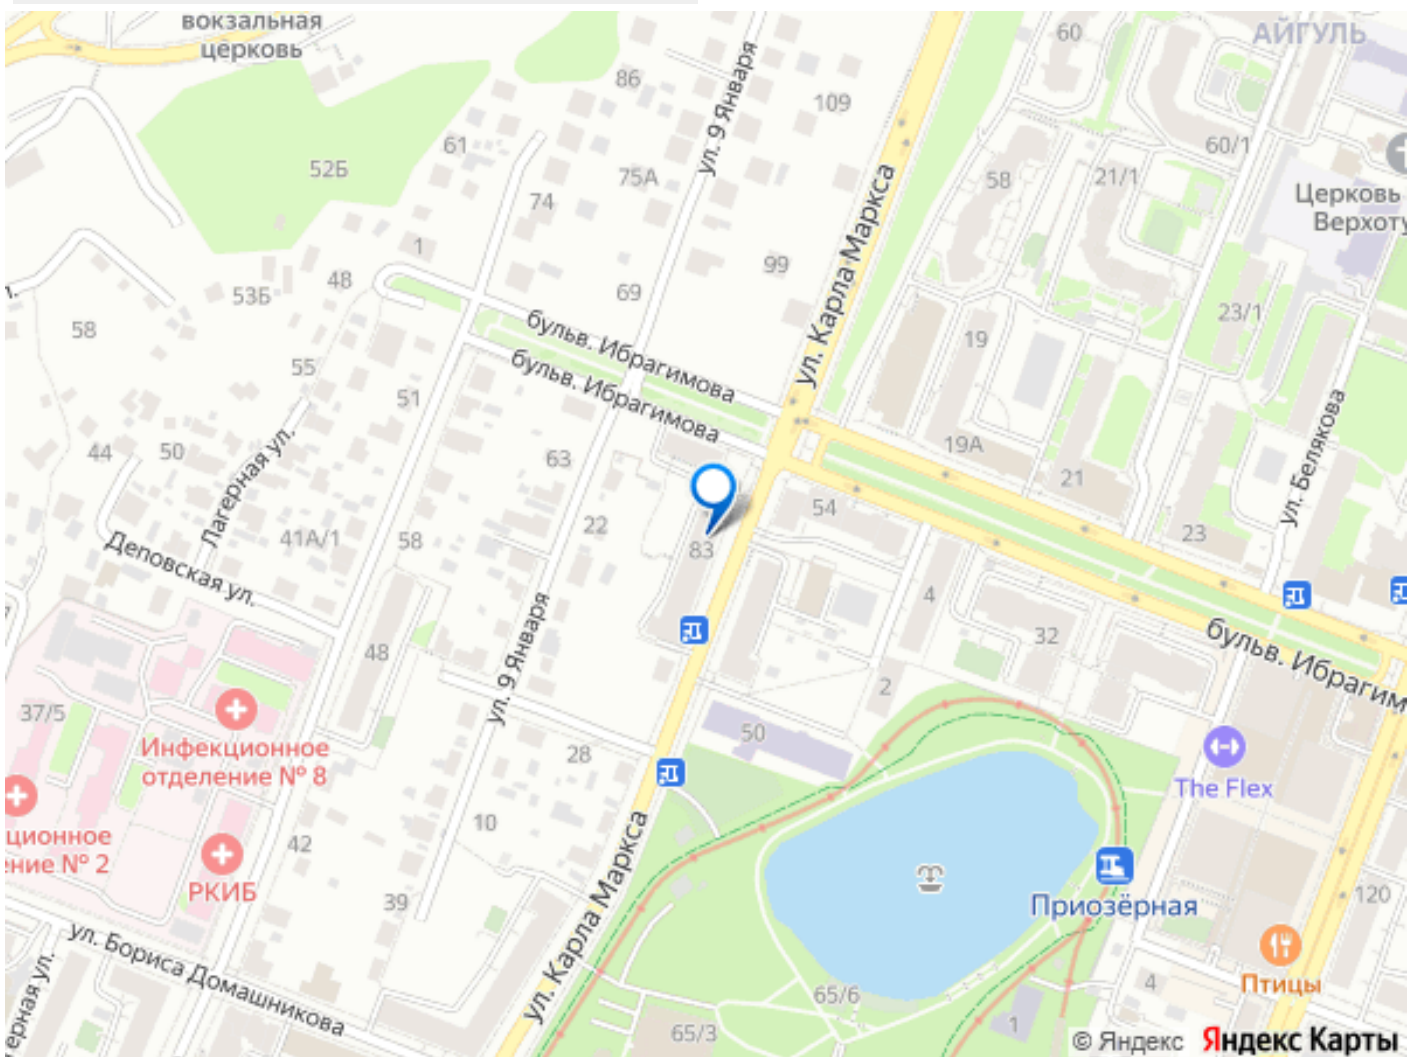 вокзальная
церковь
60
АЙГУЛЬ
86
ул. 9 Января
109
61
60/1
52Б
75А
58
21/1
Церковь
Верхоту
74
ул. Карла Маркса
1
99
48
53Б
69
23/1
58
бульв. Ибрагимова
19
бульв. Ибрагимова
55
51
ул. Белякова
44
50
Лагерная ул.
63
19А
21
54
22
41А/1
58
83
23
Деповская ул.
4
ул. 9 Января
32
бульв. Ибрагим
48
2
37/5
50
Инфекционное
отделение № 8
28
The Flex
ционное
ение № 2
10
42
РКИБ
ул. Карла Маркса
39
Приозёрная
120
ул. Бориса Домашникова
ерная ул.
65/6
4
Птицы
65/3
1
© Яндекс Яндекс Карты